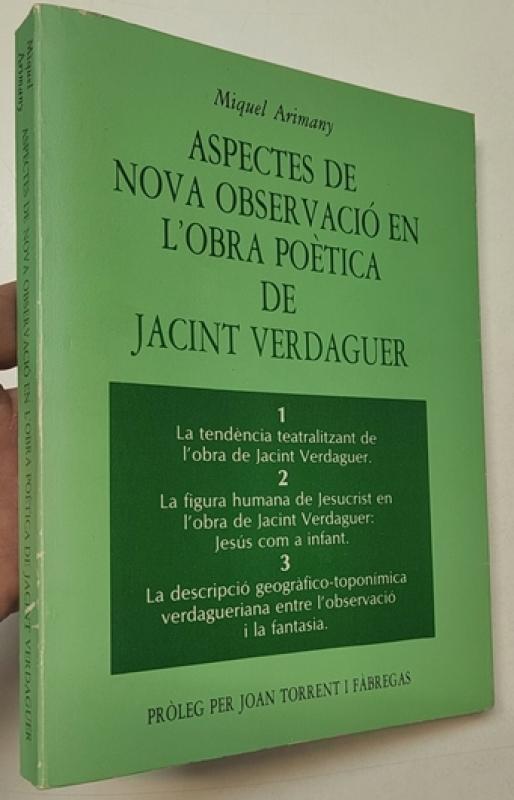 Miquel Arimany
ASPECTES DE
NOVA OBSERVACIÓ EN
L'OBRA POÈTICA
DE
JACINT VERDAGUER
1
La tendència teatralitzant de
l'obra de Jacint Verdaguer.
2
La figura humana de Jesucrist en
l'obra de Jacint Verdaguer:
Jesús com a infant.
3
La descripció geogràfico-toponímica
verdagueriana entre l'observació
i la fantasia.
PRÒLEG PER JOAN TORRENT I FÀBREGAS
Miquel
Arimany
ASPECTES DE NOVA OBSERVACIÓ EN L'OBRA POÈTICA DE JACINT VERDAGUER